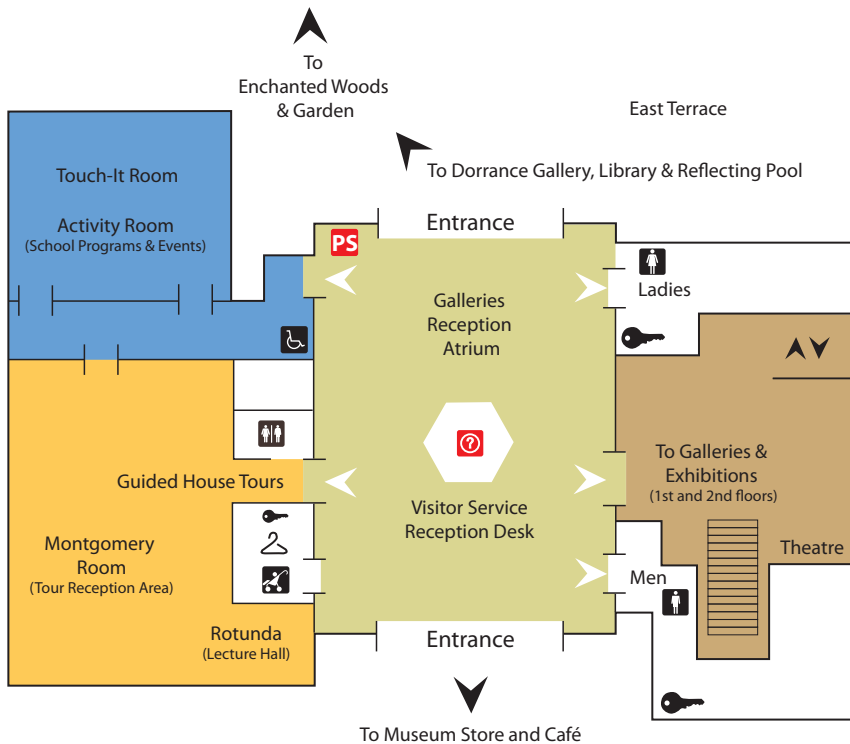 To
Enchanted Woods
& Garden
East Terrace
To Dorrance Gallery, Library & Reflecting Pool
Touch-It Room
Activity Room
(School Programs & Events)
Entrance
PS
Ladies
Galleries
Reception
Atrium
?
To Galleries &
Exhibitions
(1st and 2nd floors)
Guided House Tours
Visitor Service
Reception Desk
Montgomery
Room
(Tour Reception Area)
Theatre
Men
Rotunda
(Lecture Hall)
Entrance
To Museum Store and Café